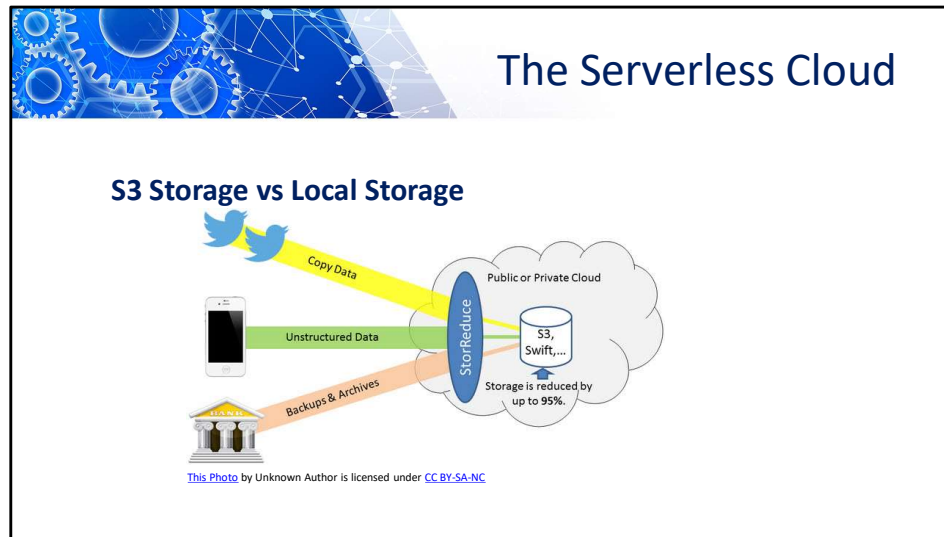 The Serverless Cloud
S3 Storage vs Local Storage
Copy Data
Public or Private Cloud
Unstructured Data
StorReduce
S3,
Swift,...
Backups & Archives
Storage is reduced by
up to 95%.
BANK
This Photo by Unknown Author is licensed under CC BY-SA-NC